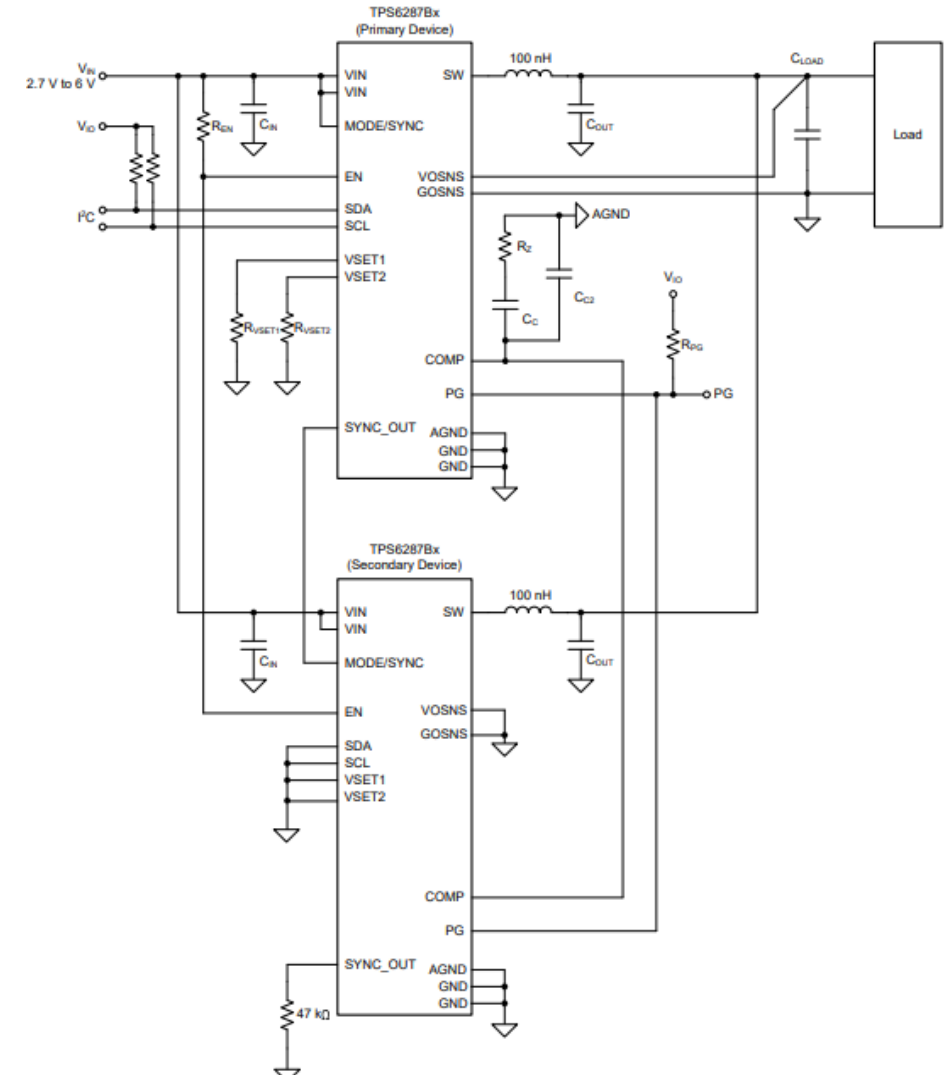 TPS6287Bx
(Primary Device)
VIN
2.7 V to 6 V
VIO
I²C
REN
CIN
RVSET1
RVSET2
VIN
VIN
MODE/SYNC
EN
SDA
SCL
VSET1
VSET2
SYNC_OUT
SW
VOSNS
GOSNS
COMP
PG
AGND
GND
GND
100 nH
COUT
CLOAD
Load
AGND
RZ
CC
CC2
VIO
RPG
PG
TPS6287Bx
(Secondary Device)
CIN
VIN
VIN
MODE/SYNC
EN
SDA
SCL
VSET1
VSET2
SYNC_OUT
47 kΩ
SW
VOSNS
GOSNS
COMP
PG
AGND
GND
GND
100 nH
COUT